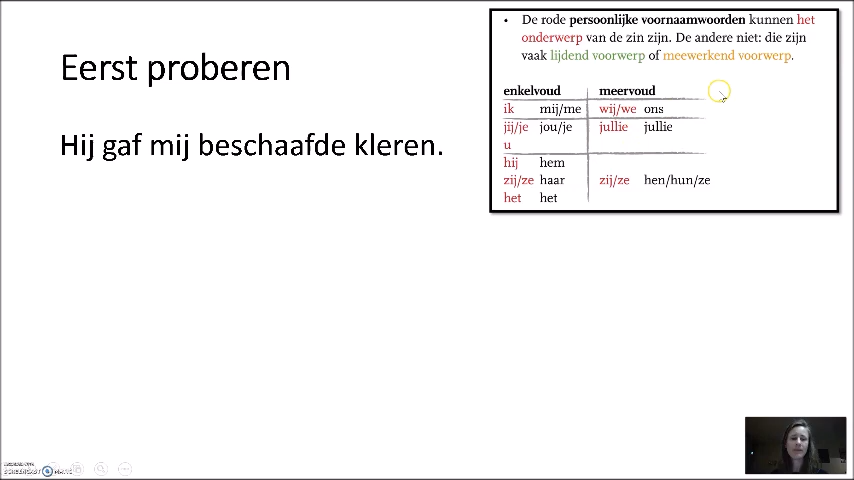 Eerst proberen
Hij gaf mij beschaafde kleren.
• De rode persoonlijke voornaamwoorden kunnen het
onderwerp van de zin zijn. De andere niet: die zijn
vaak lijdend voorwerp of meewerkend voorwerp.
enkelvoud meervoud
ik mij/me wij/we ons
jij/je jou/je jullie jullie
u
hij hem
zij/ze haar zij/ze hen/hun/ze
het het